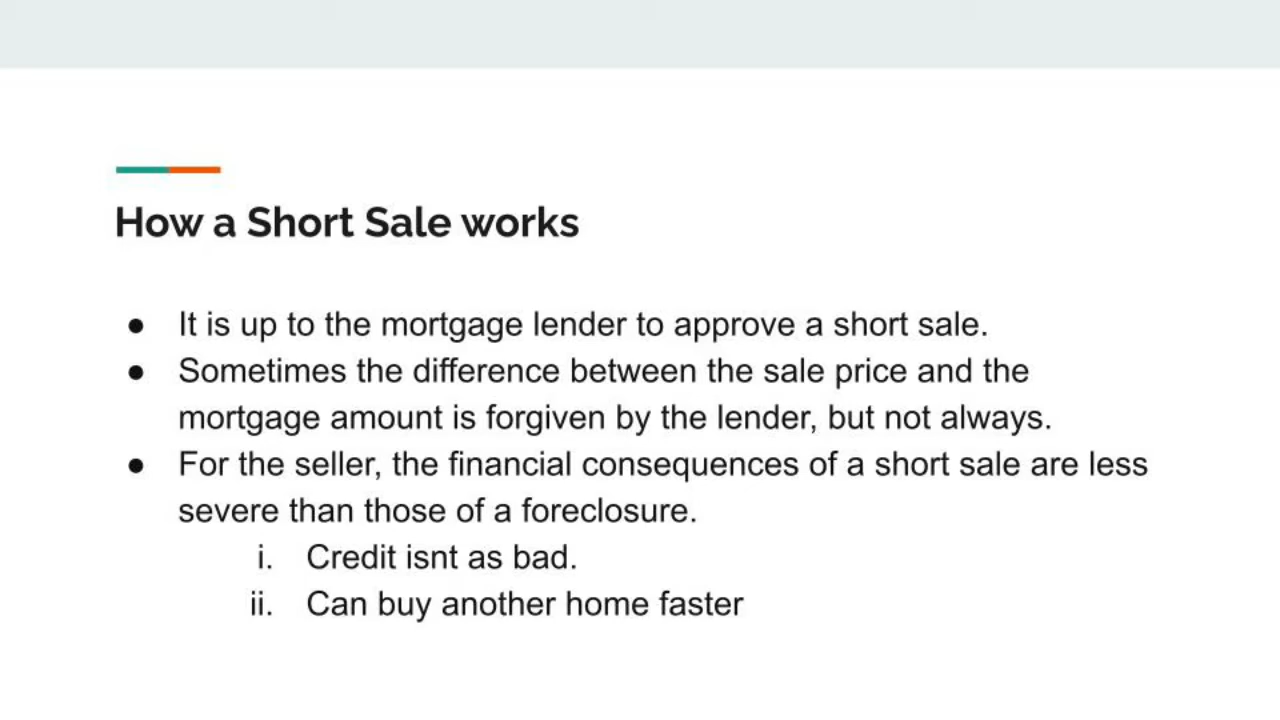 How a Short Sale works
● It is up to the mortgage lender to approve a short sale.
● Sometimes the difference between the sale price and the
mortgage amount is forgiven by the lender, but not always.
● For the seller, the financial consequences of a short sale are less
severe than those of a foreclosure.
i. Credit isnt as bad.
ii. Can buy another home faster